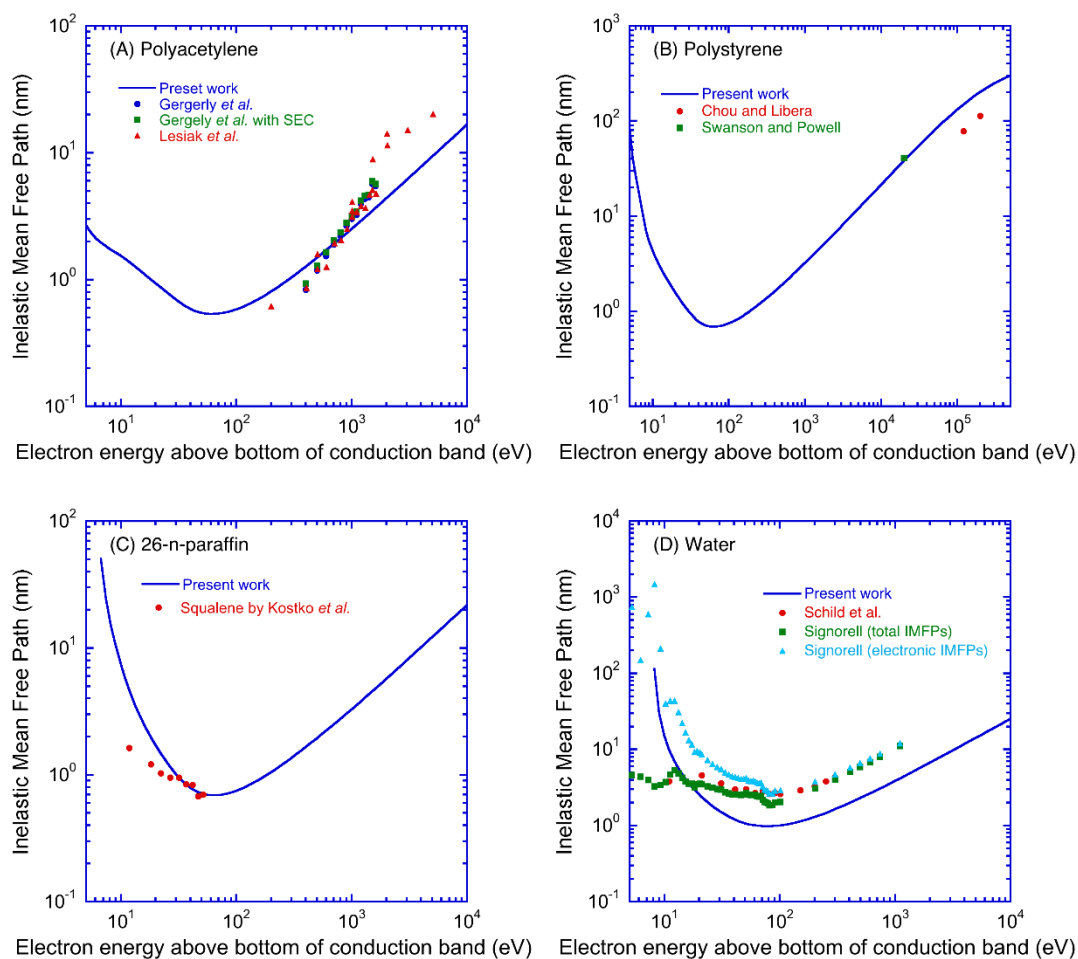 (A) Polyacetylene
Preset work
Gergerly et al.
Gergely et al. with SEC
Lesiak et al.
10²
10¹
10⁰
10⁻¹
Inelastic Mean Free Path (nm)
10¹ 10² 10³ 10⁴
Electron energy above bottom of conduction band (eV)
(B) Polystyrene
Present work
Chou and Libera
Swanson and Powell
10³
10²
10¹
10⁰
10⁻¹
Inelastic Mean Free Path (nm)
10¹ 10² 10³ 10⁴ 10⁵
Electron energy above bottom of conduction band (eV)
(C) 26-n-paraffin
Present work
Squalene by Kostko et al.
10²
10¹
10⁰
10⁻¹
Inelastic Mean Free Path (nm)
10¹ 10² 10³ 10⁴
Electron energy above bottom of conduction band (eV)
(D) Water
Present work
Schild et al.
Signorell (total IMFPs)
Signorell (electronic IMFPs)
10⁴
10³
10²
10¹
10⁰
10⁻¹
Inelastic Mean Free Path (nm)
10¹ 10² 10³ 10⁴
Electron energy above bottom of conduction band (eV)